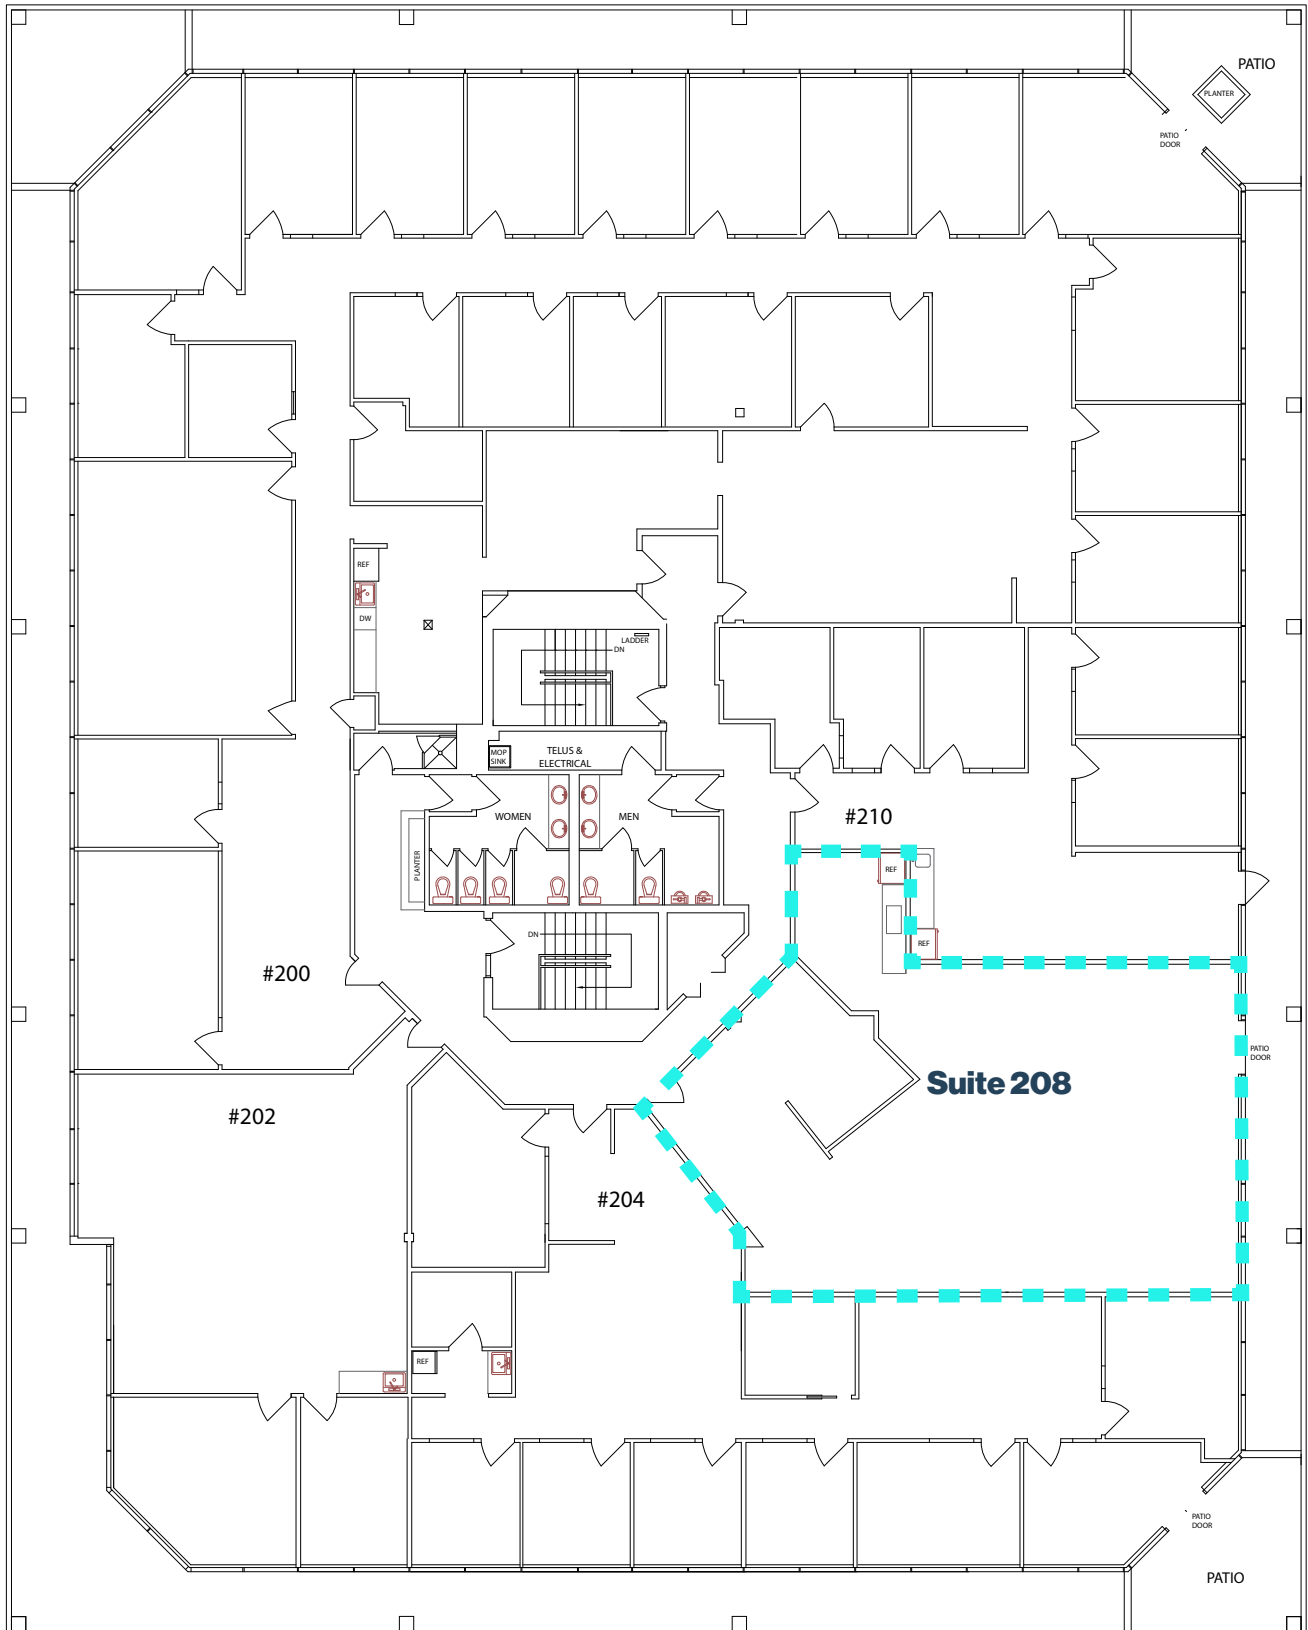 PATIO
PLANTER
PATIO
DOOR
REF
DW
LADDER
DN
MOP
SINK
TELUS &
ELECTRICAL
WOMEN
MEN
#210
PLANTER
REF
DN
REF
#200
PATIO
DOOR
Suite 208
#202
#204
REF
PATIO
DOOR
PATIO